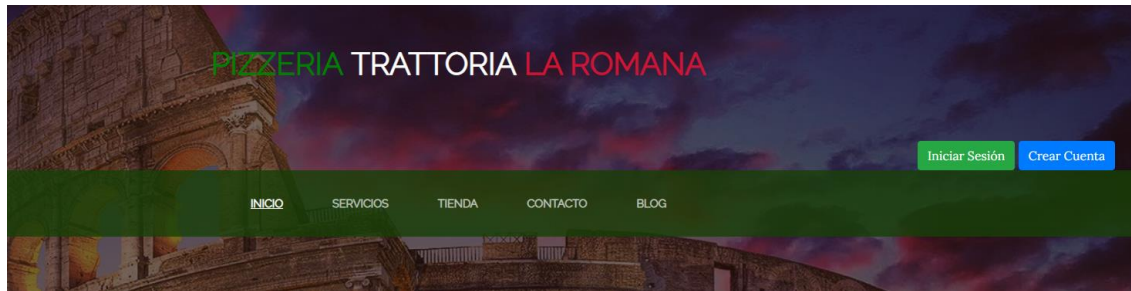 PIZZERIA TRATTORIA LA ROMANA
Iniciar Sesión Crear Cuenta
INICIO SERVICIOS TIENDA CONTACTO BLOG